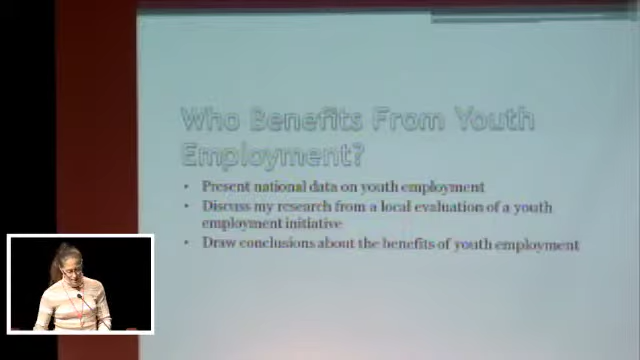 Who Benefits From Youth
Employment?
• Present national data on youth employment
• Discuss my research from a local evaluation of a youth
employment initiative
• Draw conclusions about the benefits of youth employment